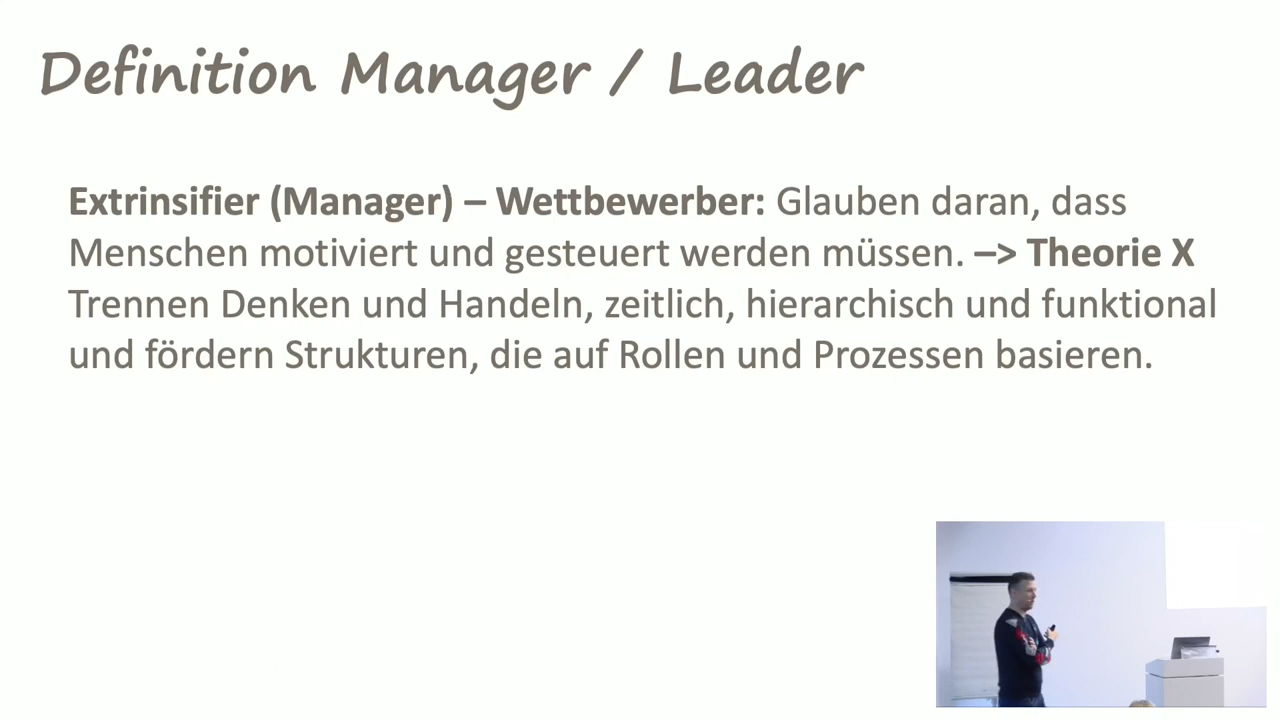 Definition Manager / Leader
Extrinsifier (Manager) – Wettbewerber: Glauben daran, dass
Menschen motiviert und gesteuert werden müssen. –> Theorie X
Trennen Denken und Handeln, zeitlich, hierarchisch und funktional
und fördern Strukturen, die auf Rollen und Prozessen basieren.